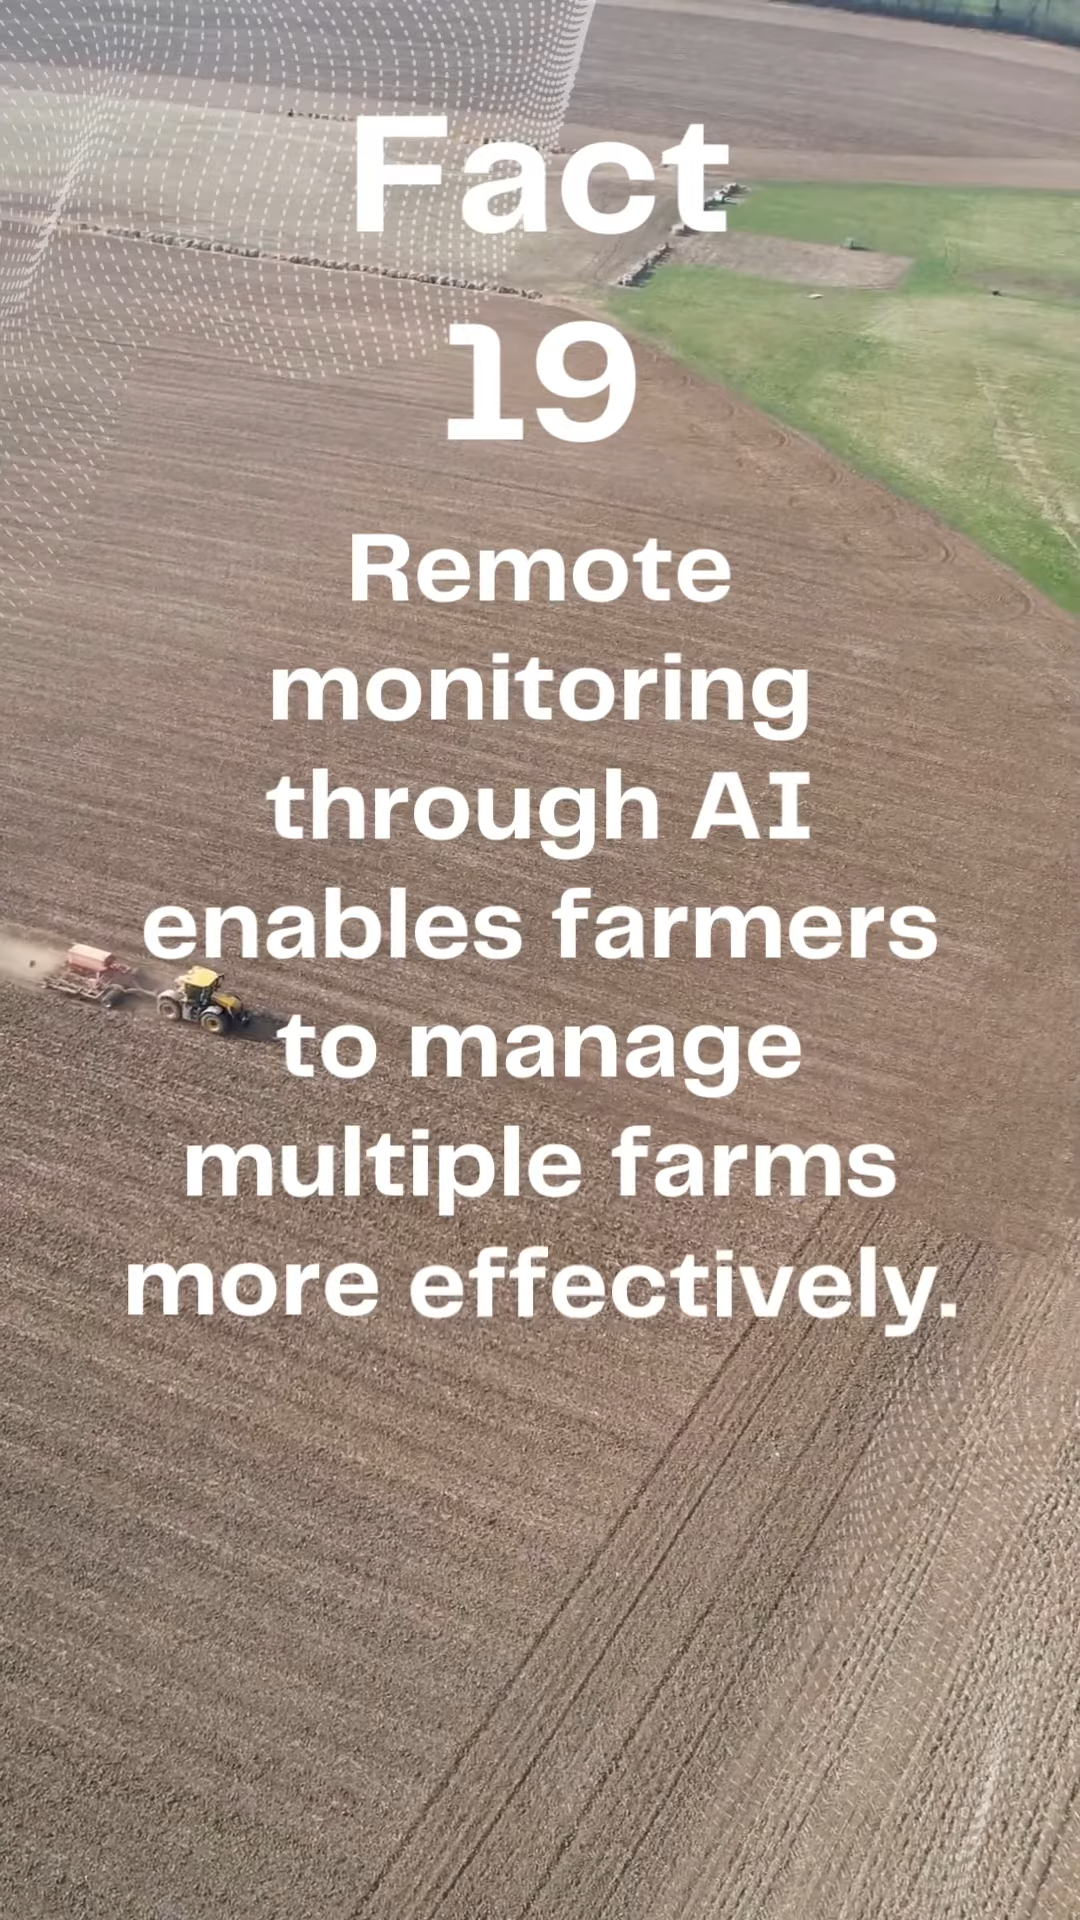 Fact
19
Remote
monitoring
through AI
enables farmers
to manage
multiple farms
more effectively.